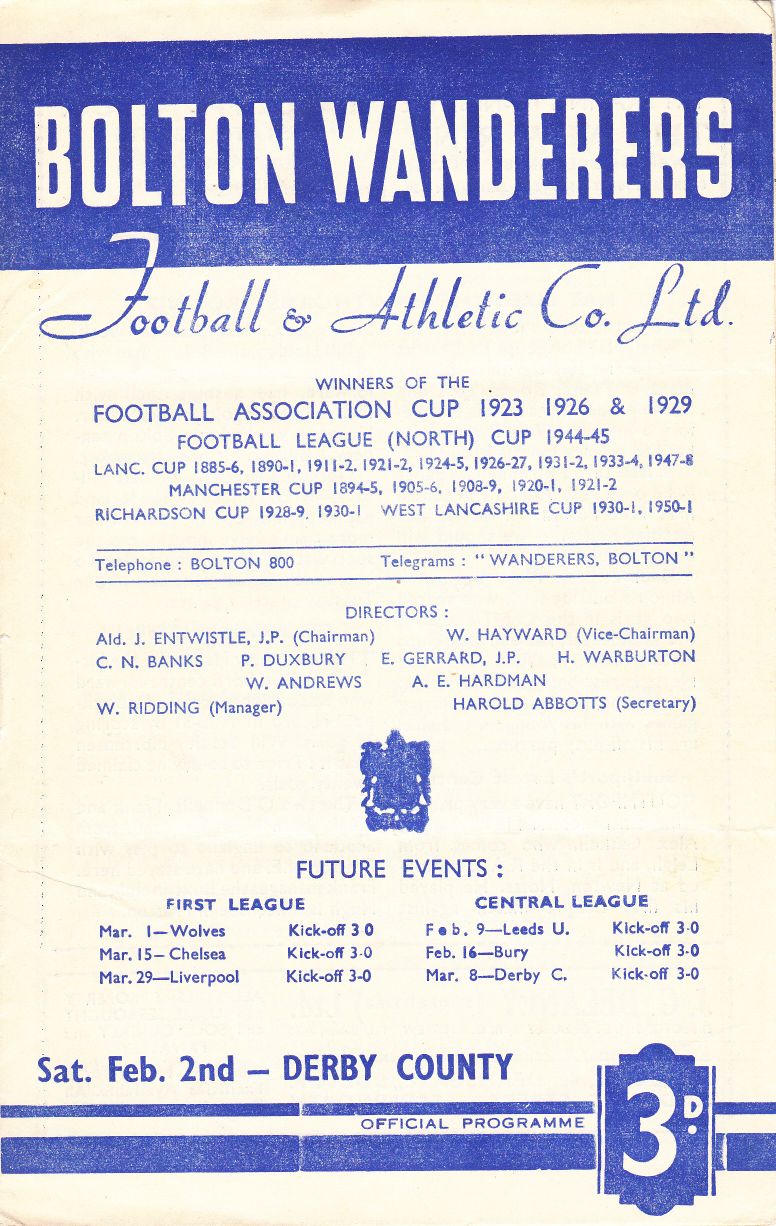 BOLTON WANDERERS
Football & Athletic Co. Ltd.
WINNERS OF THE
FOOTBALL ASSOCIATION CUP 1923 1926 & 1929
FOOTBALL LEAGUE (NORTH) CUP 1944-45
LANC. CUP 1885-6, 1890-1, 1911-2, 1921-2, 1924-5, 1926-27, 1931-2, 1933-4, 1947-8
MANCHESTER CUP 1894-5, 1905-6, 1908-9, 1920-1, 1921-2
RICHARDSON CUP 1928-9, 1930-1 WEST LANCASHIRE CUP 1930-1, 1950-1
Telephone : BOLTON 800 Telegrams : "WANDERERS, BOLTON"
DIRECTORS :
Ald. J. ENTWISTLE, J.P. (Chairman) W. HAYWARD (Vice-Chairman)
C. N. BANKS P. DUXBURY E. GERRARD, J.P. H. WARBURTON
W. ANDREWS A. E. HARDMAN
W. RIDDING (Manager) HAROLD ABBOTTS (Secretary)
FUTURE EVENTS :
FIRST LEAGUE CENTRAL LEAGUE
Mar. 1—Wolves Kick-off 3 0 Feb. 9—Leeds U. Kick-off 3-0
Mar. 15—Chelsea Kick-off 3-0 Feb. 16—Bury Kick-off 3-0
Mar. 29—Liverpool Kick-off 3-0 Mar. 8—Derby C. Kick-off 3-0
Sat. Feb. 2nd — DERBY COUNTY
OFFICIAL PROGRAMME
3D.